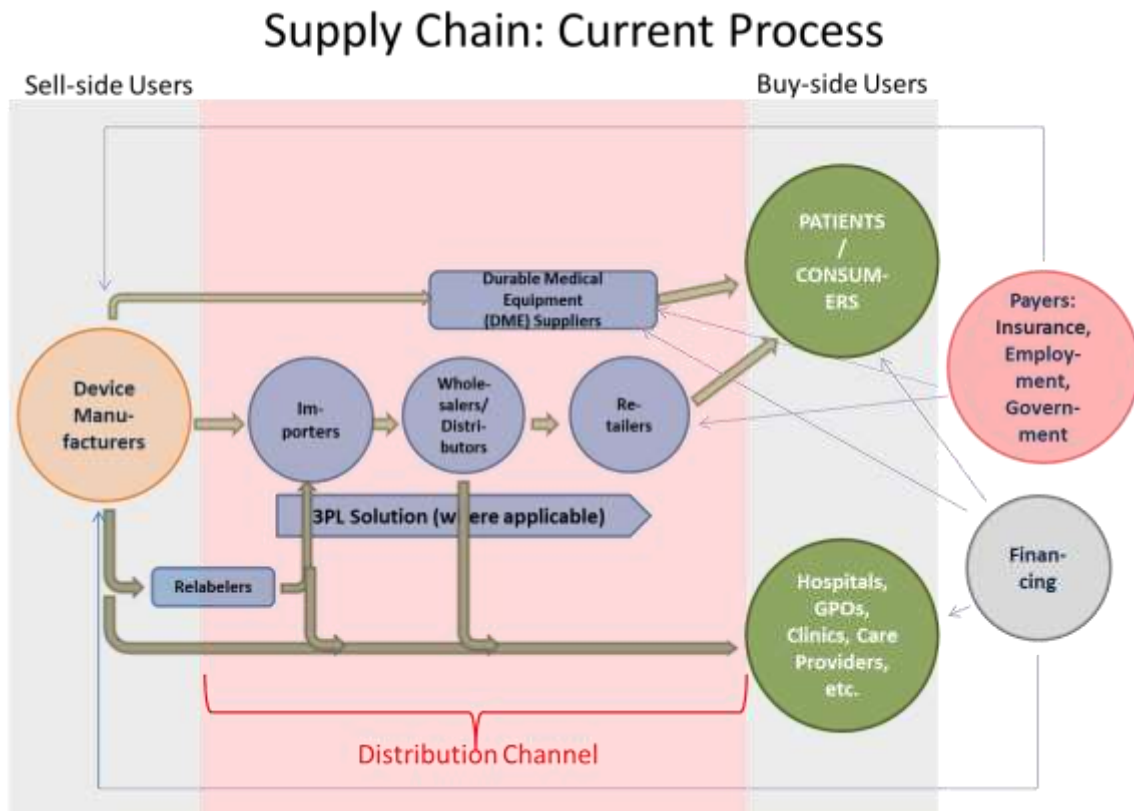 Supply Chain: Current Process
Sell-side Users
Buy-side Users
PATIENTS
/
CONSUM-
ERS
Durable Medical
Equipment
(DME) Suppliers
Payers:
Insurance,
Employ-
ment,
Govern-
ment
Device
Manu-
facturers
Im-
porters
Whole-
salers/
Distri-
butors
Re-
tailers
3PL Solution (where applicable)
Finan-
cing
Relabelers
Hospitals,
GPOs,
Clinics, Care
Providers,
etc.
Distribution Channel